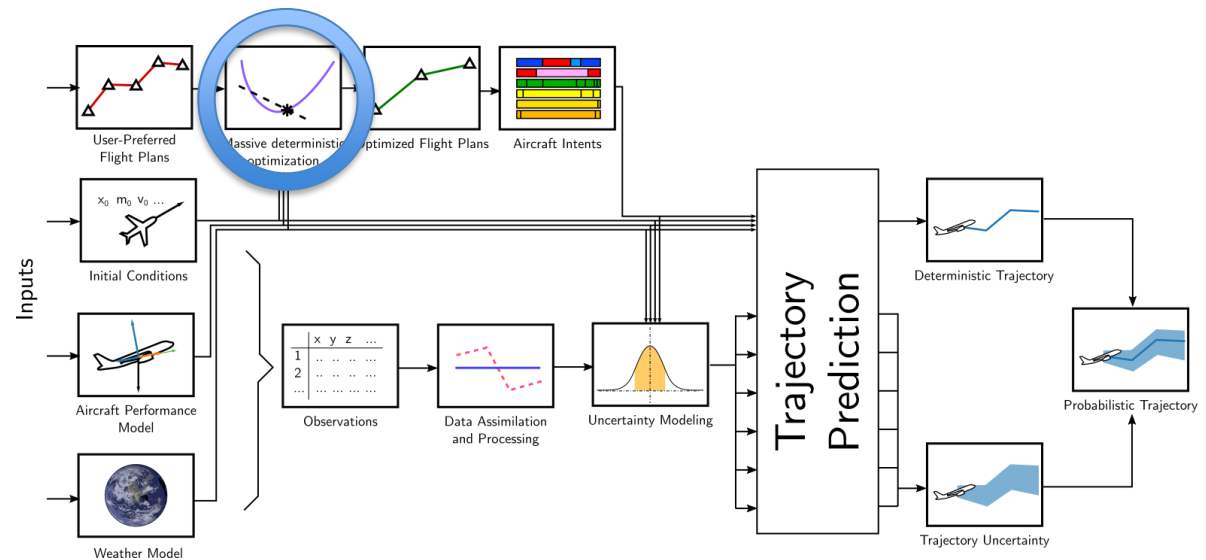 User-Preferred
Flight Plans
Massive deterministic
optimization
Optimized Flight Plans
Aircraft Intents
Inputs
x₀ m₀ v₀ ...
Initial Conditions
Aircraft Performance
Model
Weather Model
x y z ...
1 .. .. .. ...
2 .. .. .. ...
... ... ... ... ...
Observations
Data Assimilation
and Processing
Uncertainty Modeling
Trajectory
Prediction
Deterministic Trajectory
Probabilistic Trajectory
Trajectory Uncertainty